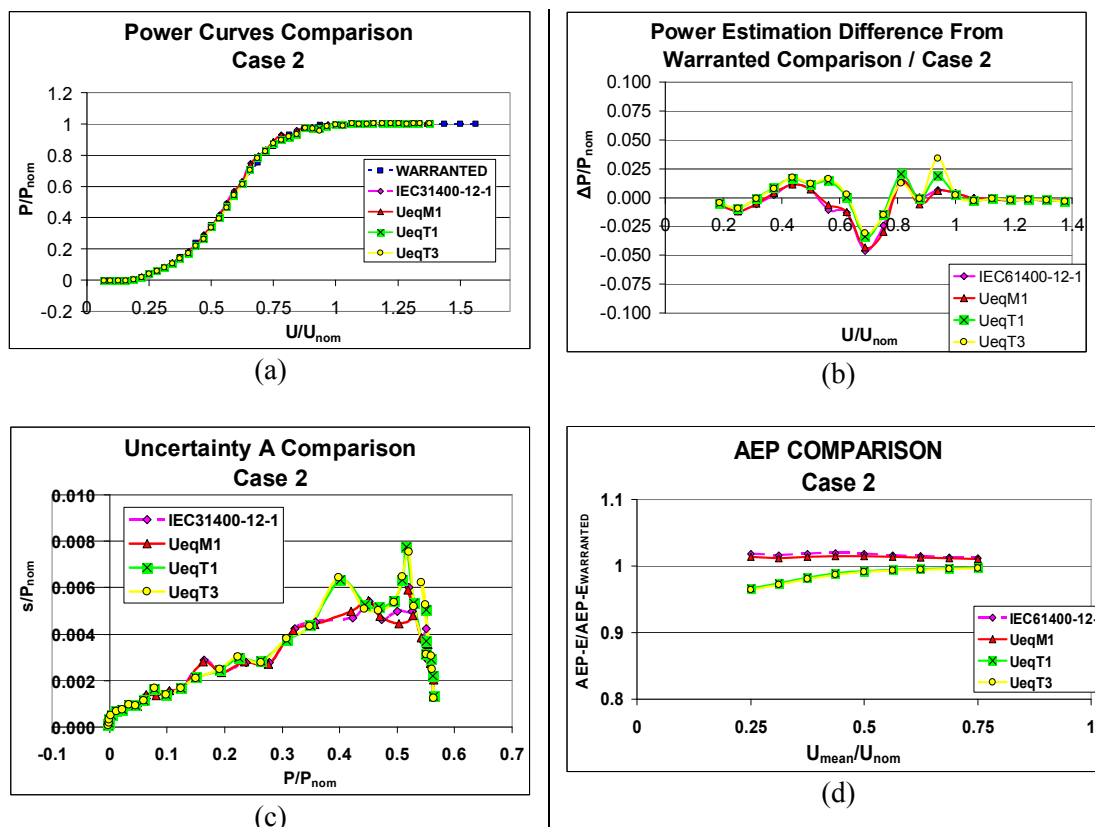 Power Curves Comparison
Case 2
1.2
1
0.8
0.6
0.4
0.2
0
-0.2
P/Pnom
0 0.25 0.5 0.75 1 1.25 1.5
U/Unom
WARRANTED
IEC31400-12-1
UeqM1
UeqT1
UeqT3
(a)
Power Estimation Difference From
Warranted Comparison / Case 2
0.100
0.075
0.050
0.025
0.000
-0.025
-0.050
-0.075
-0.100
ΔP/Pnom
0 0.2 0.4 0.6 0.8 1 1.2 1.4
U/Unom
IEC61400-12-1
UeqM1
UeqT1
UeqT3
(b)
Uncertainty A Comparison
Case 2
0.010
0.008
0.006
0.004
0.002
0.000
s/Pnom
-0.1 0 0.1 0.2 0.3 0.4 0.5 0.6 0.7
P/Pnom
IEC31400-12-1
UeqM1
UeqT1
UeqT3
(c)
AEP COMPARISON
Case 2
1.1
1
0.9
0.8
AEP-E/AEP-EWARRANTED
0 0.25 0.5 0.75 1
Umean/Unom
IEC61400-12-
UeqM1
UeqT1
UeqT3
(d)